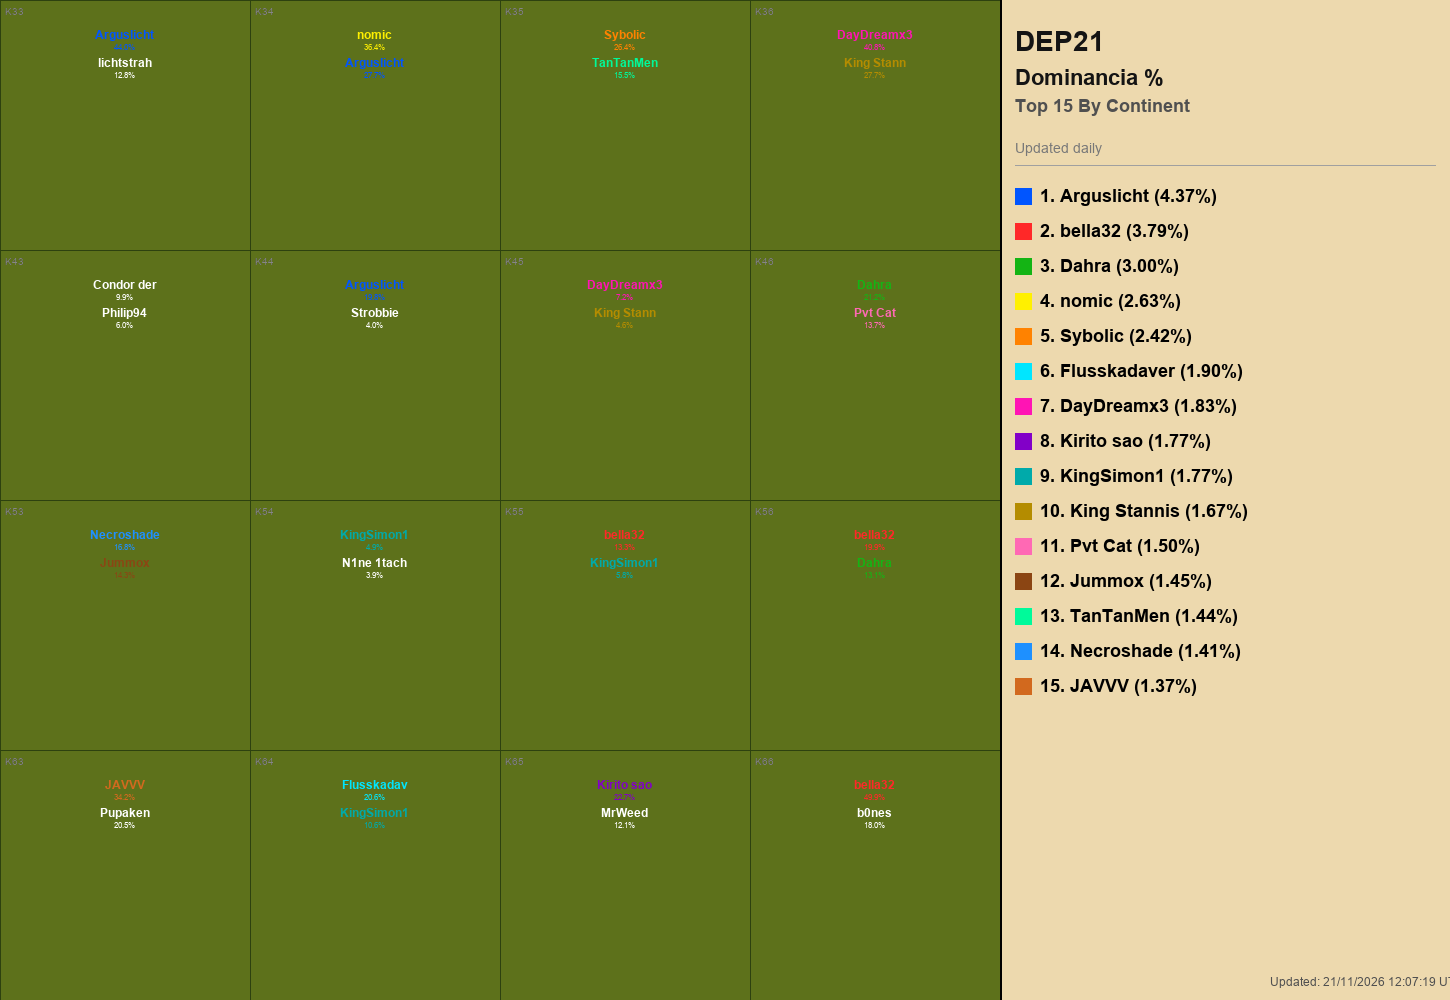 K33
Arguslicht
lichtstrah
12.8%
K34
nomic
36.4%
Arguslicht
27.7%
K35
Sybolic
26.4%
TanTanMen
15.5%
K36
DayDreamx3
King Stann
27.7%
K43
Condor der
9.9%
Philip94
6.0%
K44
Arguslicht
Strobbie
4.0%
K45
DayDreamx3
King Stann
4.6%
K46
Dahra
Pvt Cat
13.7%
K53
Necroshade
Jummox
K54
KingSimon1
N1ne 1tach
3.9%
K55
bella32
KingSimon1
K56
bella32
Dahra
K63
JAVVV
34.2%
Pupaken
20.5%
K64
Flusskadav
20.6%
KingSimon1
K65
Kirito sao
22.7%
MrWeed
12.1%
K66
bella32
b0nes
18.0%
DEP21
Dominancia %
Top 15 By Continent
Updated daily
1. Arguslicht (4.37%)
2. bella32 (3.79%)
3. Dahra (3.00%)
4. nomic (2.63%)
5. Sybolic (2.42%)
6. Flusskadaver (1.90%)
7. DayDreamx3 (1.83%)
8. Kirito sao (1.77%)
9. KingSimon1 (1.77%)
10. King Stannis (1.67%)
11. Pvt Cat (1.50%)
12. Jummox (1.45%)
13. TanTanMen (1.44%)
14. Necroshade (1.41%)
15. JAVVV (1.37%)
Updated: 21/11/2026 12:07:19 U